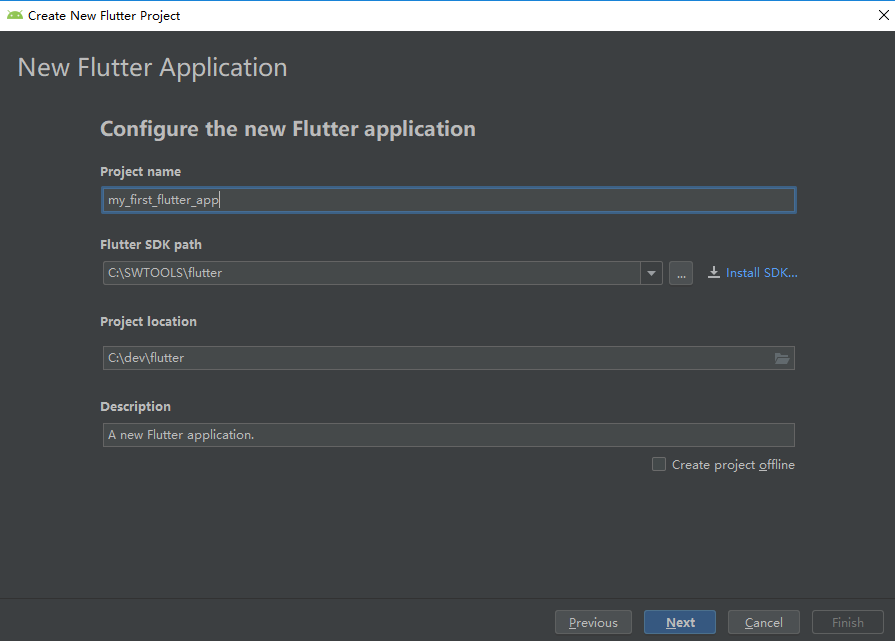 Create New Flutter Project
New Flutter Application
Configure the new Flutter application
Project name
my_first_flutter_app
Flutter SDK path
C:\SWTOOLS\flutter
... Install SDK...
Project location
C:\dev\flutter
Description
A new Flutter application.
Create project offline
Previous Next Cancel Finish